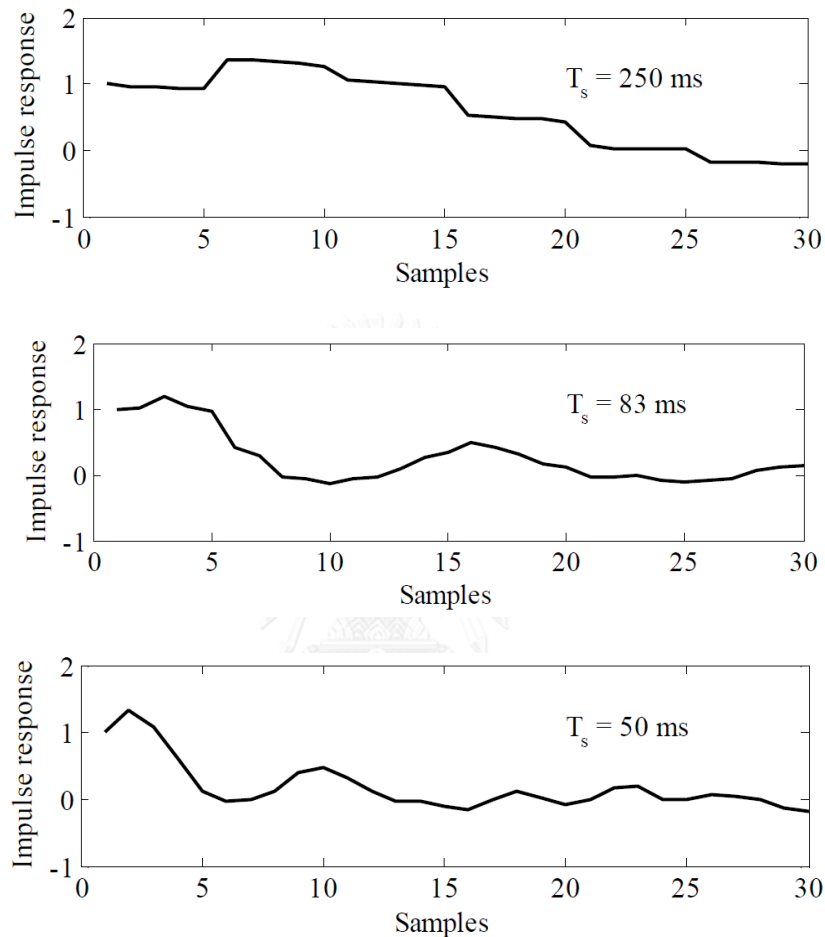 2
1
0
-1
Impulse response
T_s = 250 ms
0 5 10 15 20 25 30
Samples
2
1
0
-1
Impulse response
T_s = 83 ms
0 5 10 15 20 25 30
Samples
2
1
0
-1
Impulse response
T_s = 50 ms
0 5 10 15 20 25 30
Samples